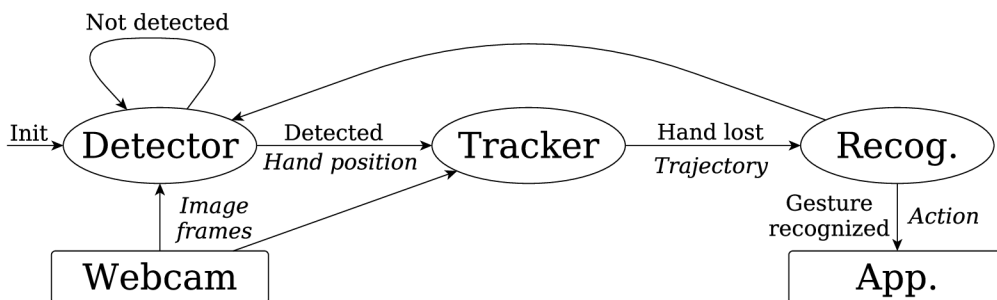 Not detected
Init
Detector
Detected
Hand position
Tracker
Hand lost
Trajectory
Recog.
Image
frames
Gesture
recognized
Action
Webcam
App.